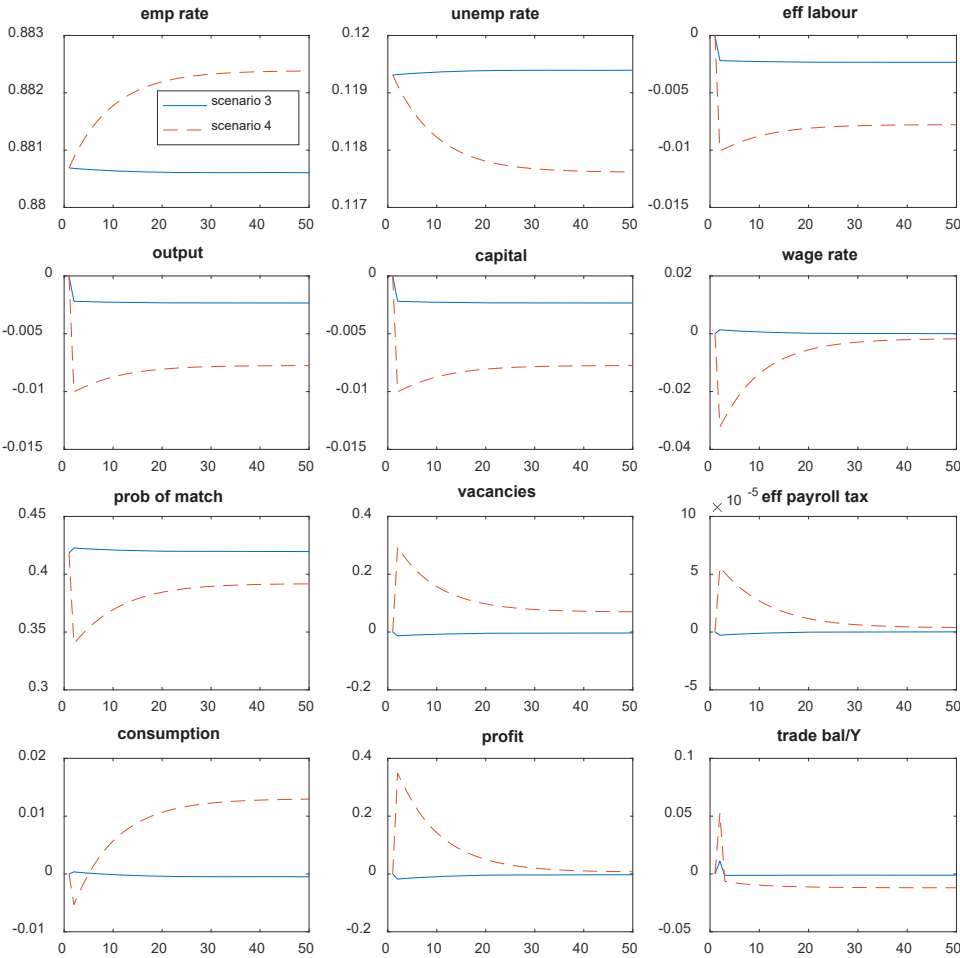 emp rate
unemp rate
eff labour
0.883
0.882
0.881
0.88
0 10 20 30 40 50
scenario 3
scenario 4
0.12
0.119
0.118
0.117
0 10 20 30 40 50
0
-0.005
-0.01
-0.015
0 10 20 30 40 50
output
capital
wage rate
0
-0.005
-0.01
-0.015
0 10 20 30 40 50
0
-0.005
-0.01
-0.015
0 10 20 30 40 50
0.02
0
-0.02
-0.04
0 10 20 30 40 50
prob of match
vacancies
× 10 -5 eff payroll tax
0.45
0.4
0.35
0.3
0 10 20 30 40 50
0.4
0.2
0
-0.2
0 10 20 30 40 50
10
5
0
-5
0 10 20 30 40 50
consumption
profit
trade bal/Y
0.02
0.01
0
-0.01
0 10 20 30 40 50
0.4
0.2
0
-0.2
0 10 20 30 40 50
0.1
0.05
0
-0.05
0 10 20 30 40 50